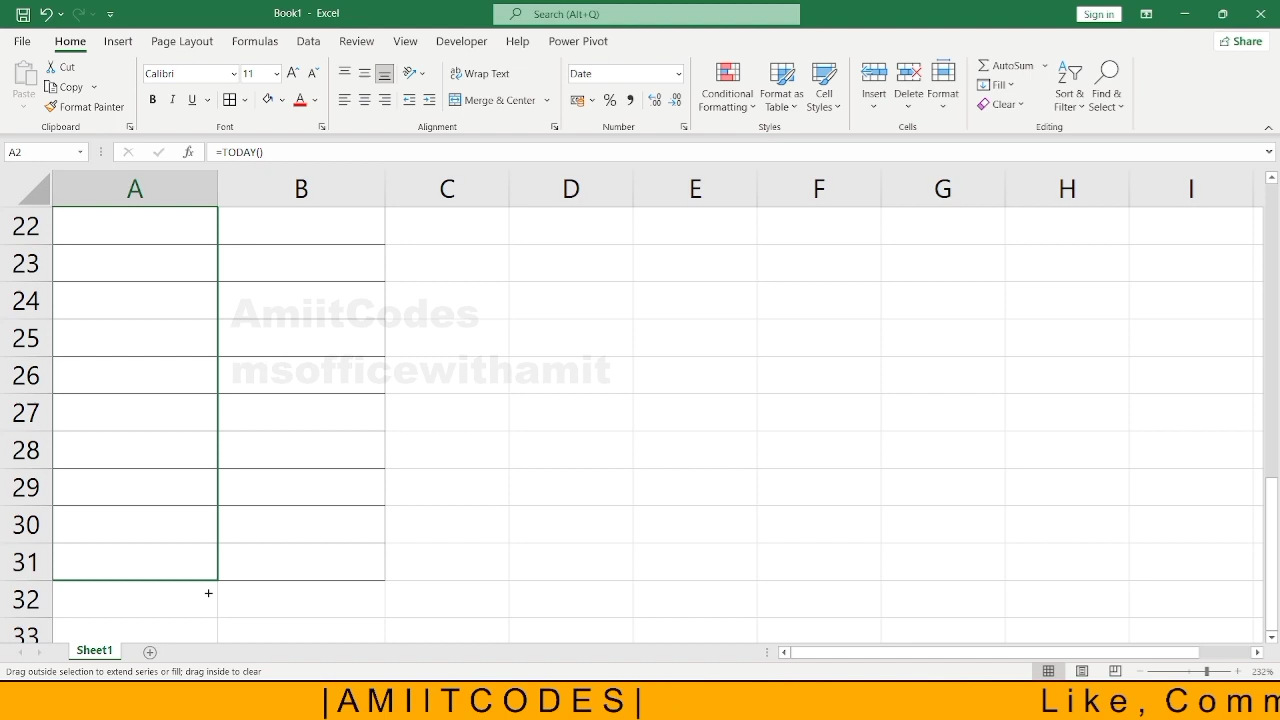 Book1 - Excel
Search (Alt+Q)
Sign in
File Home Insert Page Layout Formulas Data Review View Developer Help Power Pivot
Share
Paste
Cut
Copy
Format Painter
Clipboard
Calibri 11
B I U
Font
Wrap Text
Merge & Center
Alignment
Date
%
Number
Conditional Formatting
Format as Table
Cell Styles
Styles
Insert Delete Format
Cells
AutoSum
Fill
Clear
Sort & Filter
Find & Select
Editing
A2 fx =TODAY()
A B C D E F G H I
22
23
24
AmiitCodes
25
26
msofficewithamit
27
28
29
30
31
32
33
Sheet1
Drag outside selection to extend series or fill; drag inside to clear
232%
|AMIITCODES| Like, Comm